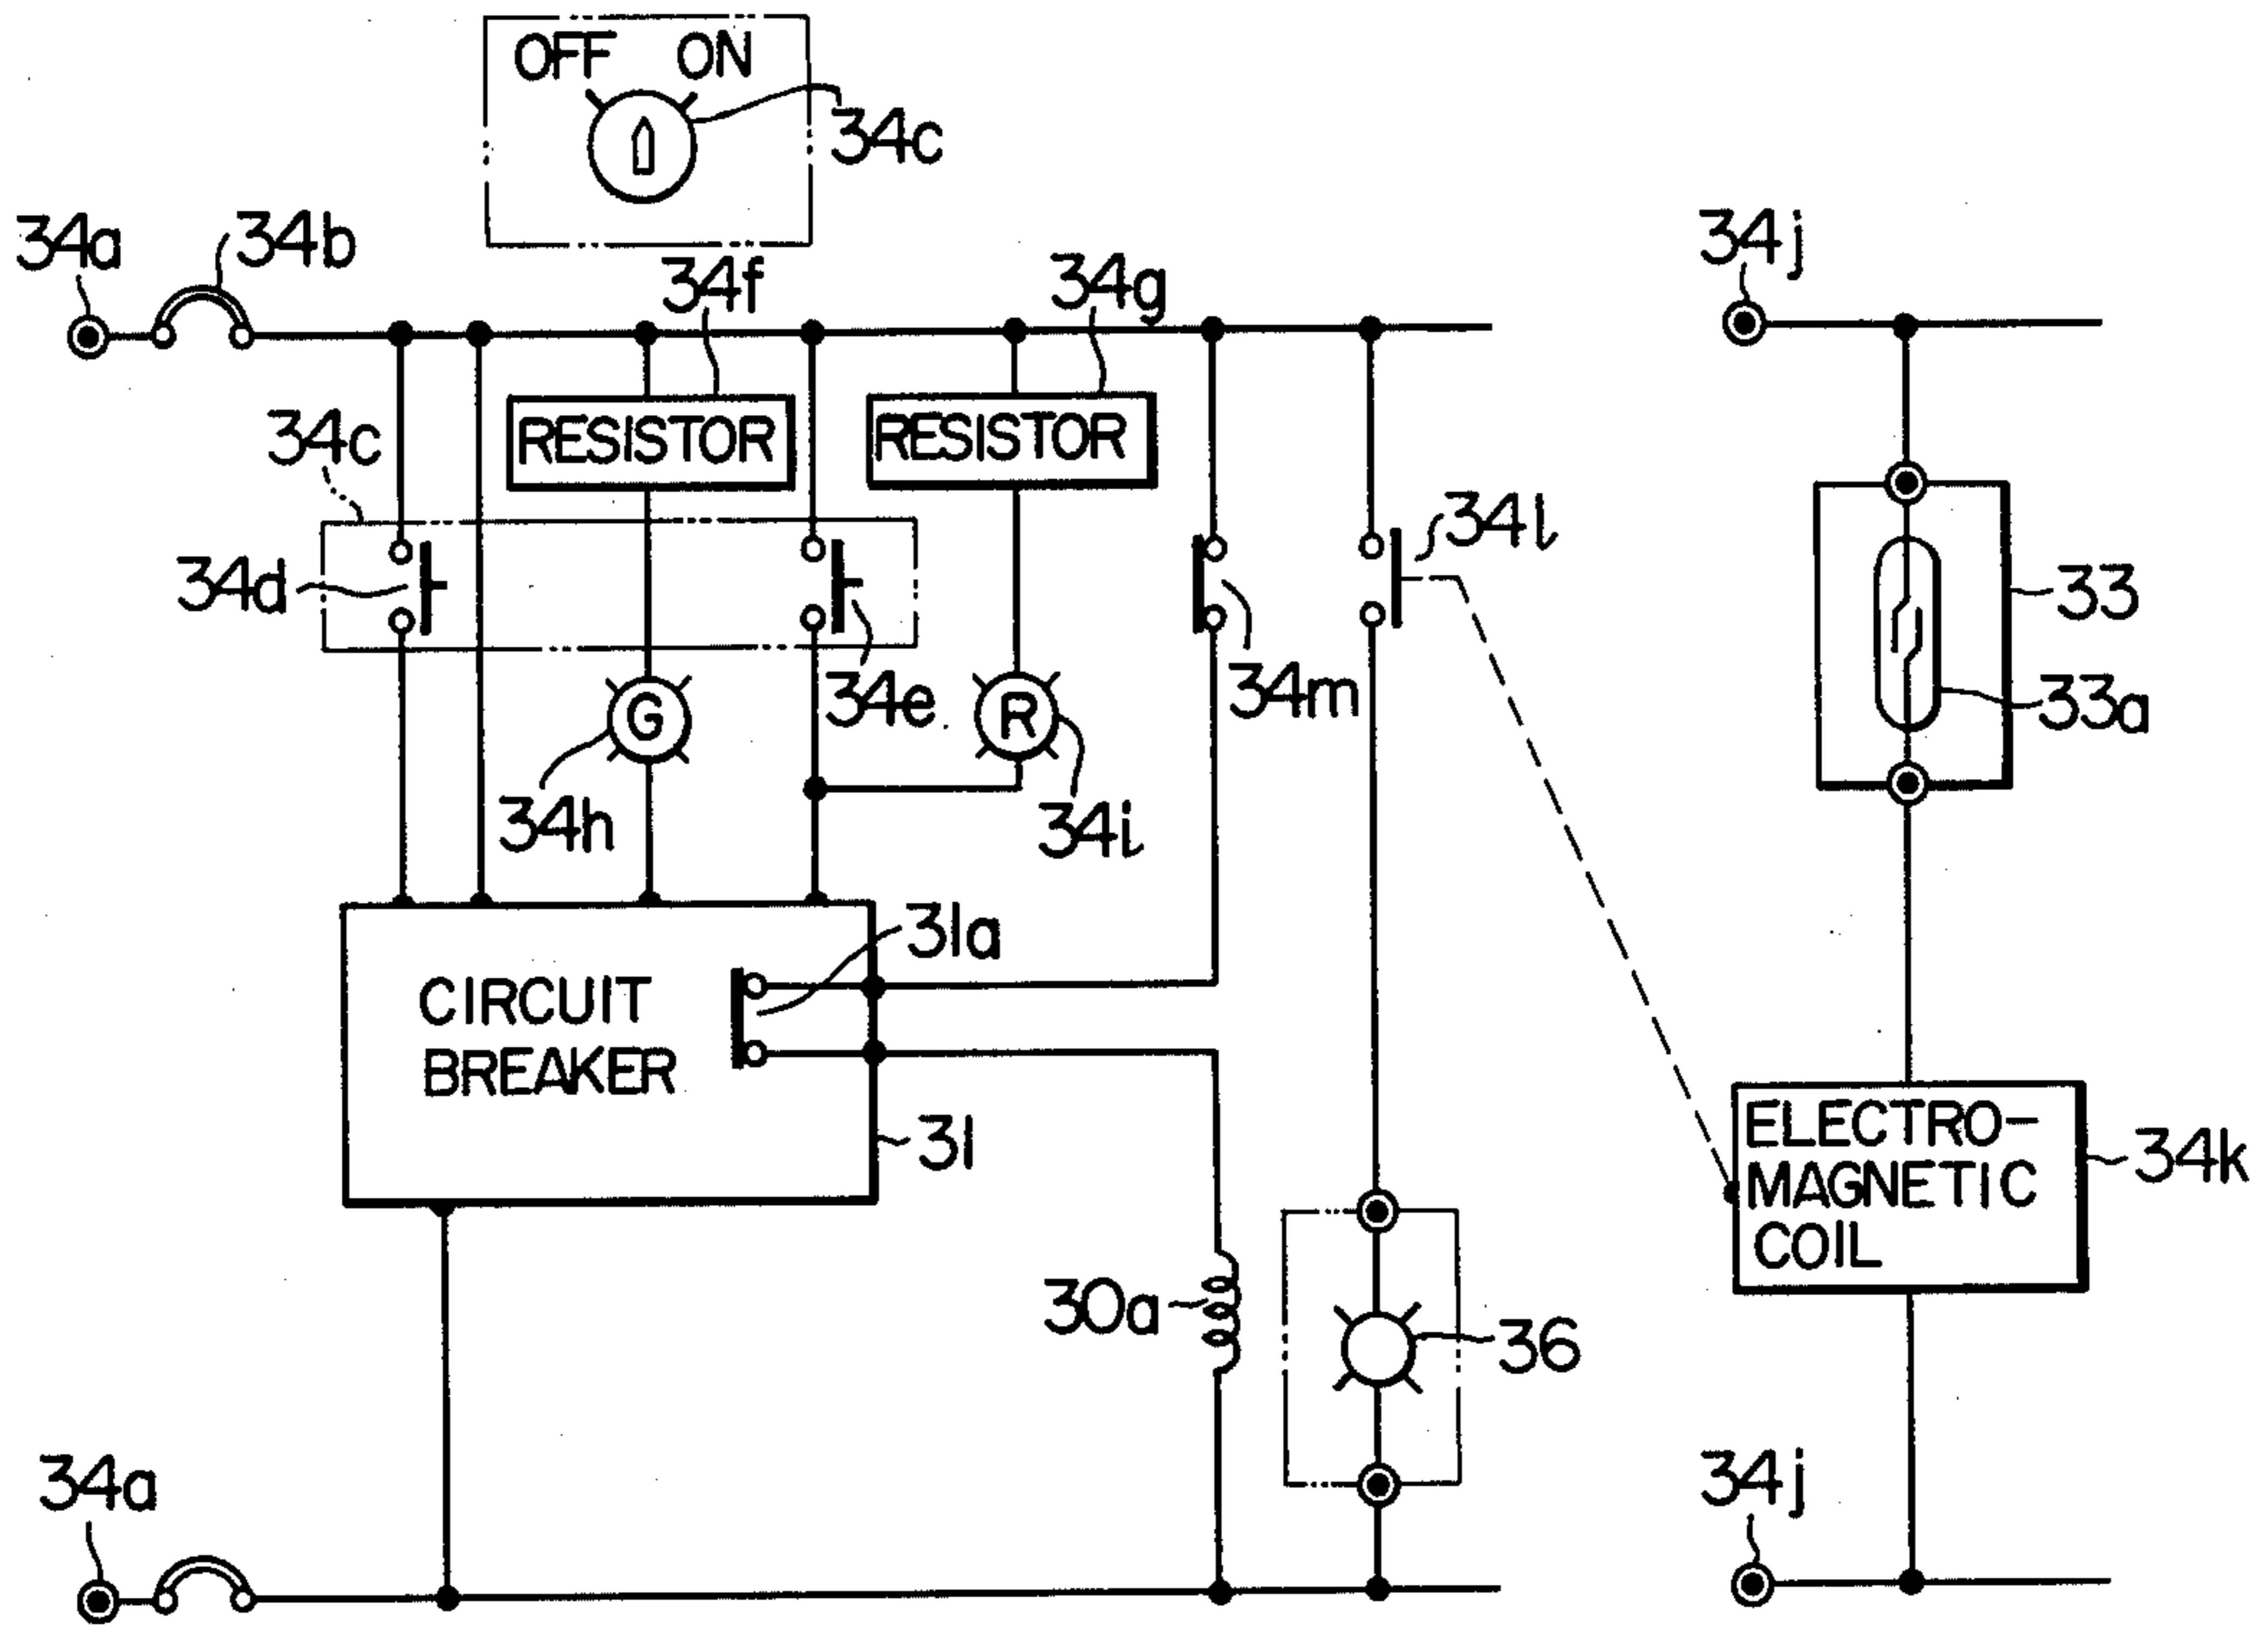 OFF ON
34c
34a
34b
34f
34g
34j
34c
RESISTOR
RESISTOR
34l
34d
33
34e
34m
33a
G
R
34h
34i
31a
CIRCUIT
BREAKER
31
ELECTRO-
MAGNETIC
COIL
34k
30a
36
34a
34j